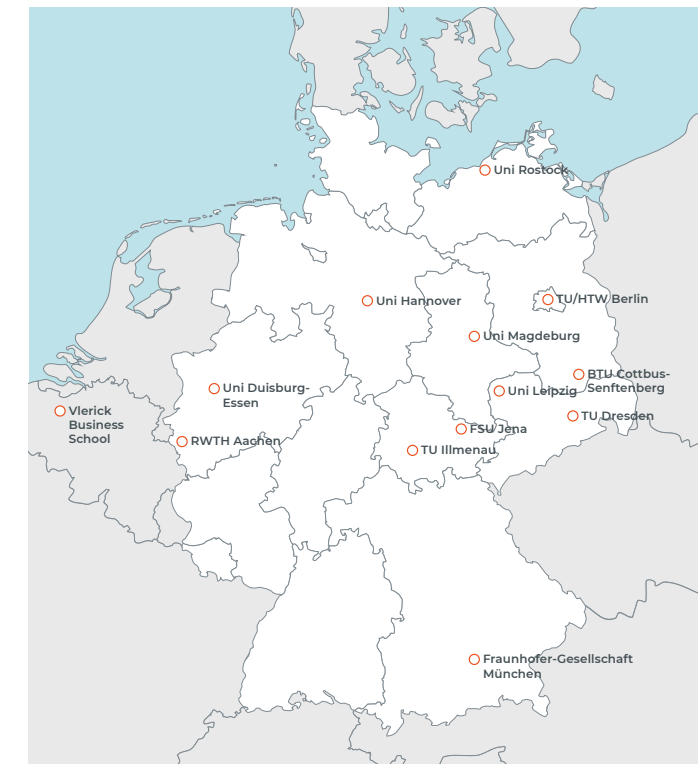 Uni Rostock
TU/HTW Berlin
Uni Hannover
Uni Magdeburg
BTU Cottbus-
Senftenberg
Uni Duisburg-
Essen
Uni Leipzig
Vlerick
Business
School
TU Dresden
FSU Jena
RWTH Aachen
TU Illmenau
Fraunhofer-Gesellschaft
München